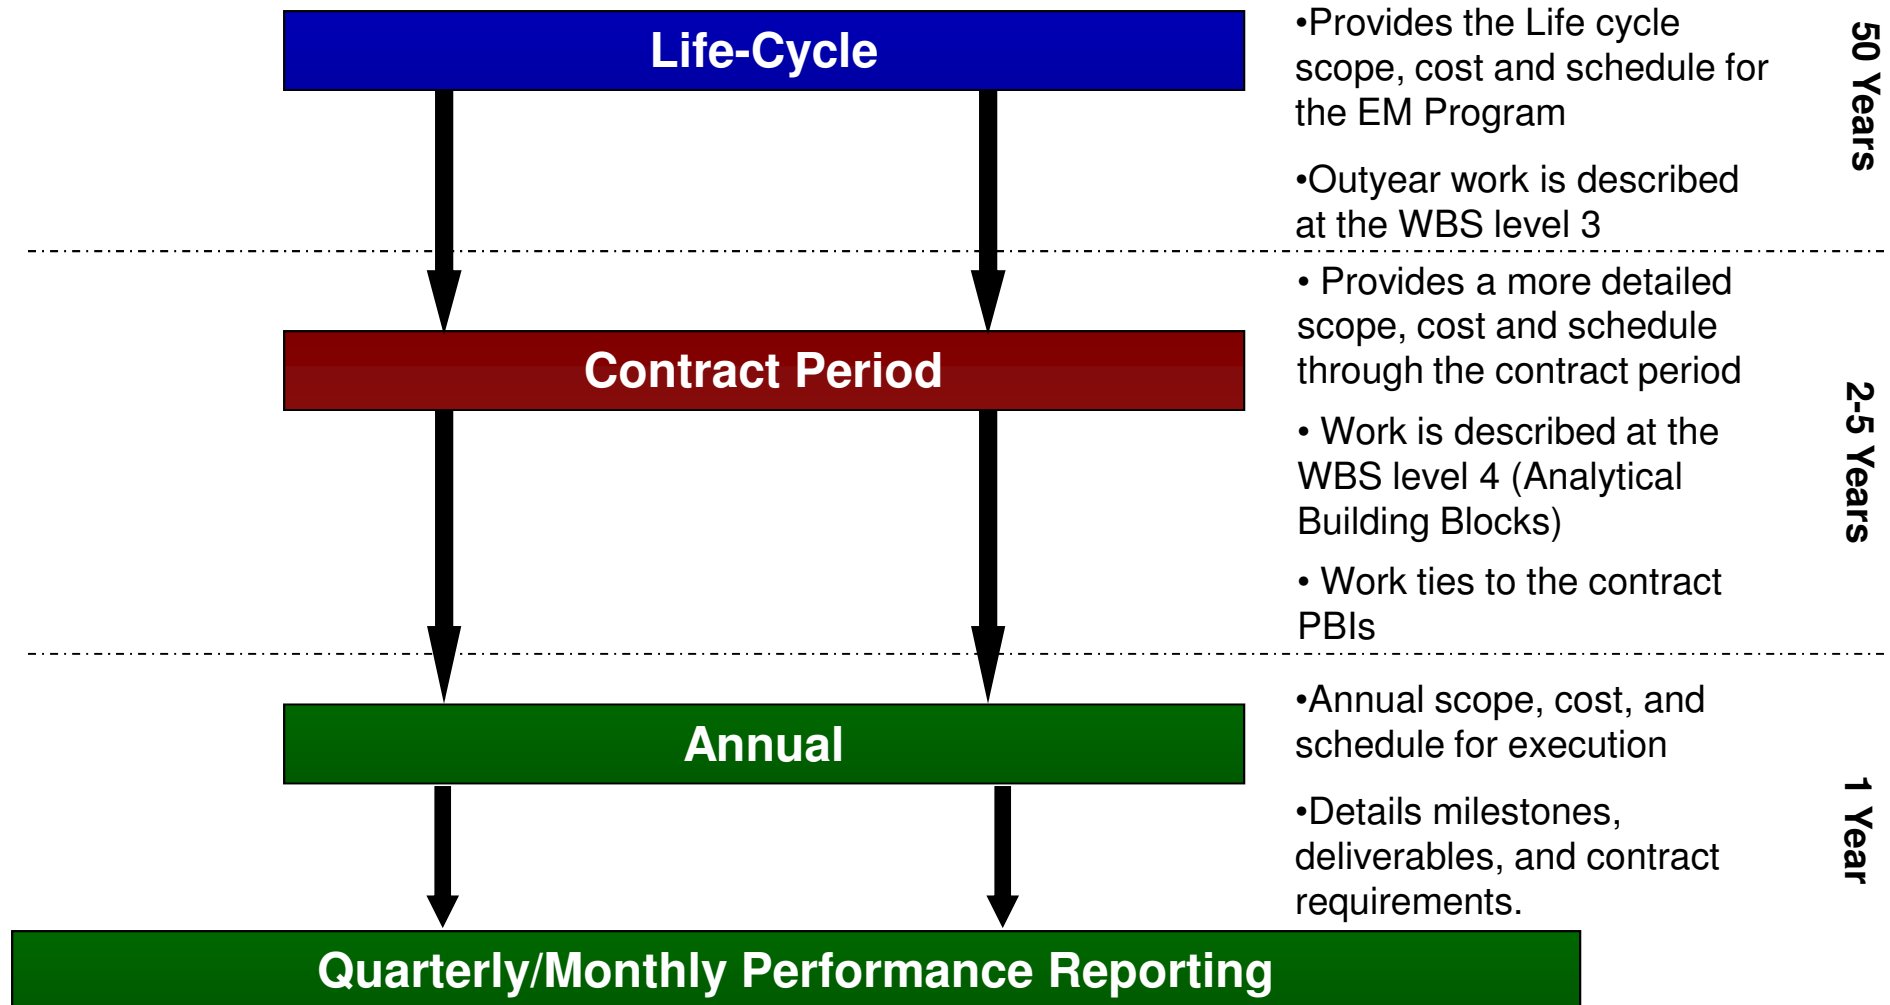 Life-Cycle
•Provides the Life cycle
scope, cost and schedule for
the EM Program
•Outyear work is described
at the WBS level 3
50 Years
Contract Period
• Provides a more detailed
scope, cost and schedule
through the contract period
• Work is described at the
WBS level 4 (Analytical
Building Blocks)
• Work ties to the contract
PBIs
2-5 Years
Annual
•Annual scope, cost, and
schedule for execution
•Details milestones,
deliverables, and contract
requirements.
1 Year
Quarterly/Monthly Performance Reporting